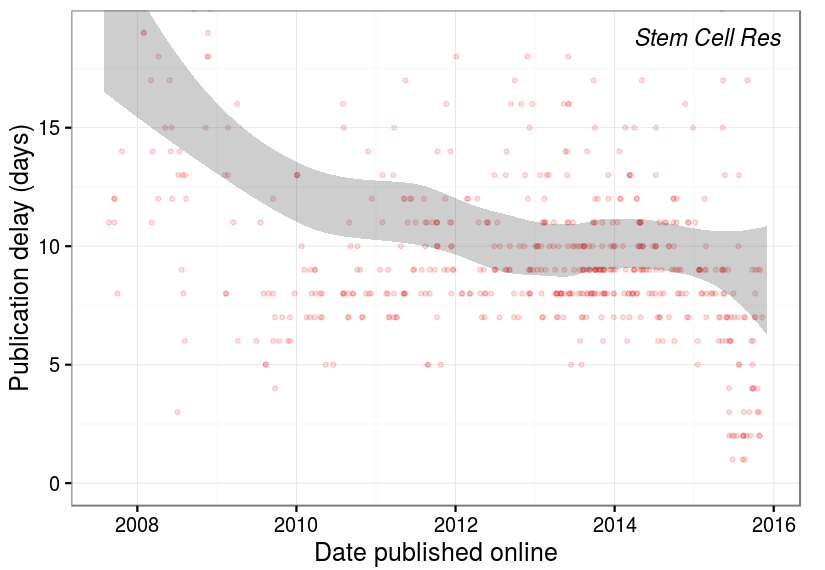 Stem Cell Res
Publication delay (days)
15
10
5
0
2008 2010 2012 2014 2016
Date published online